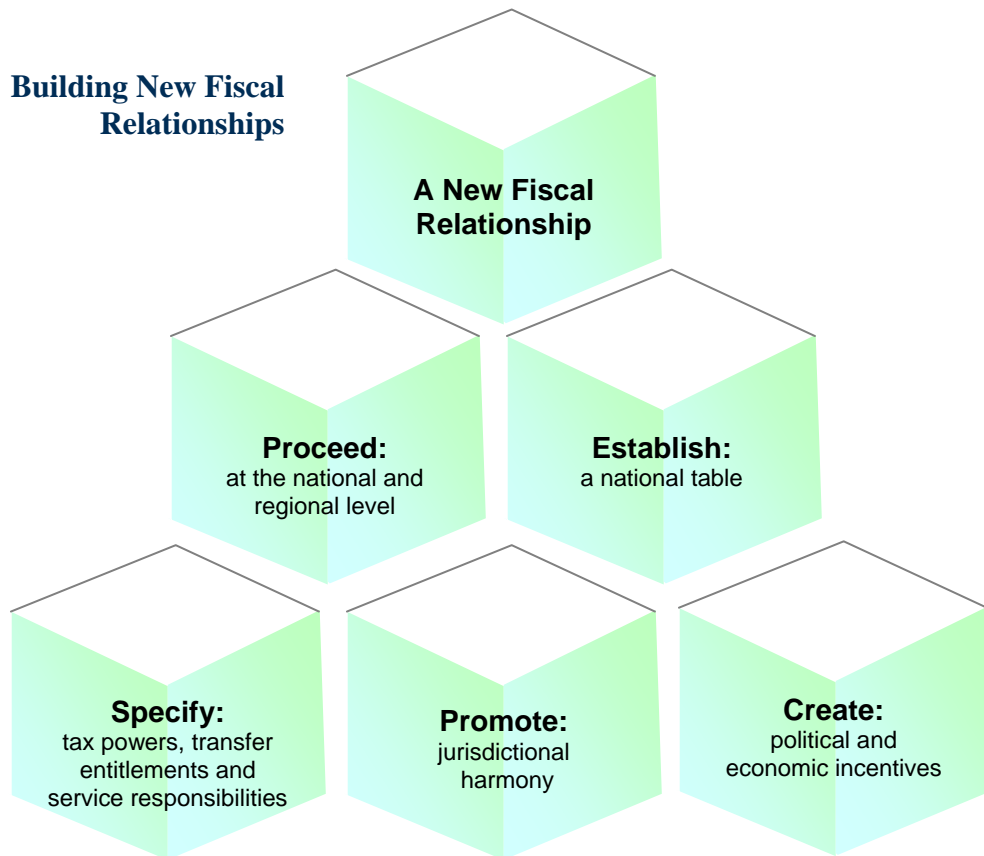 Building New Fiscal
Relationships
A New Fiscal
Relationship
Proceed:
at the national and
regional level
Establish:
a national table
Specify:
tax powers, transfer
entitlements and
service responsibilities
Promote:
jurisdictional
harmony
Create:
political and
economic incentives